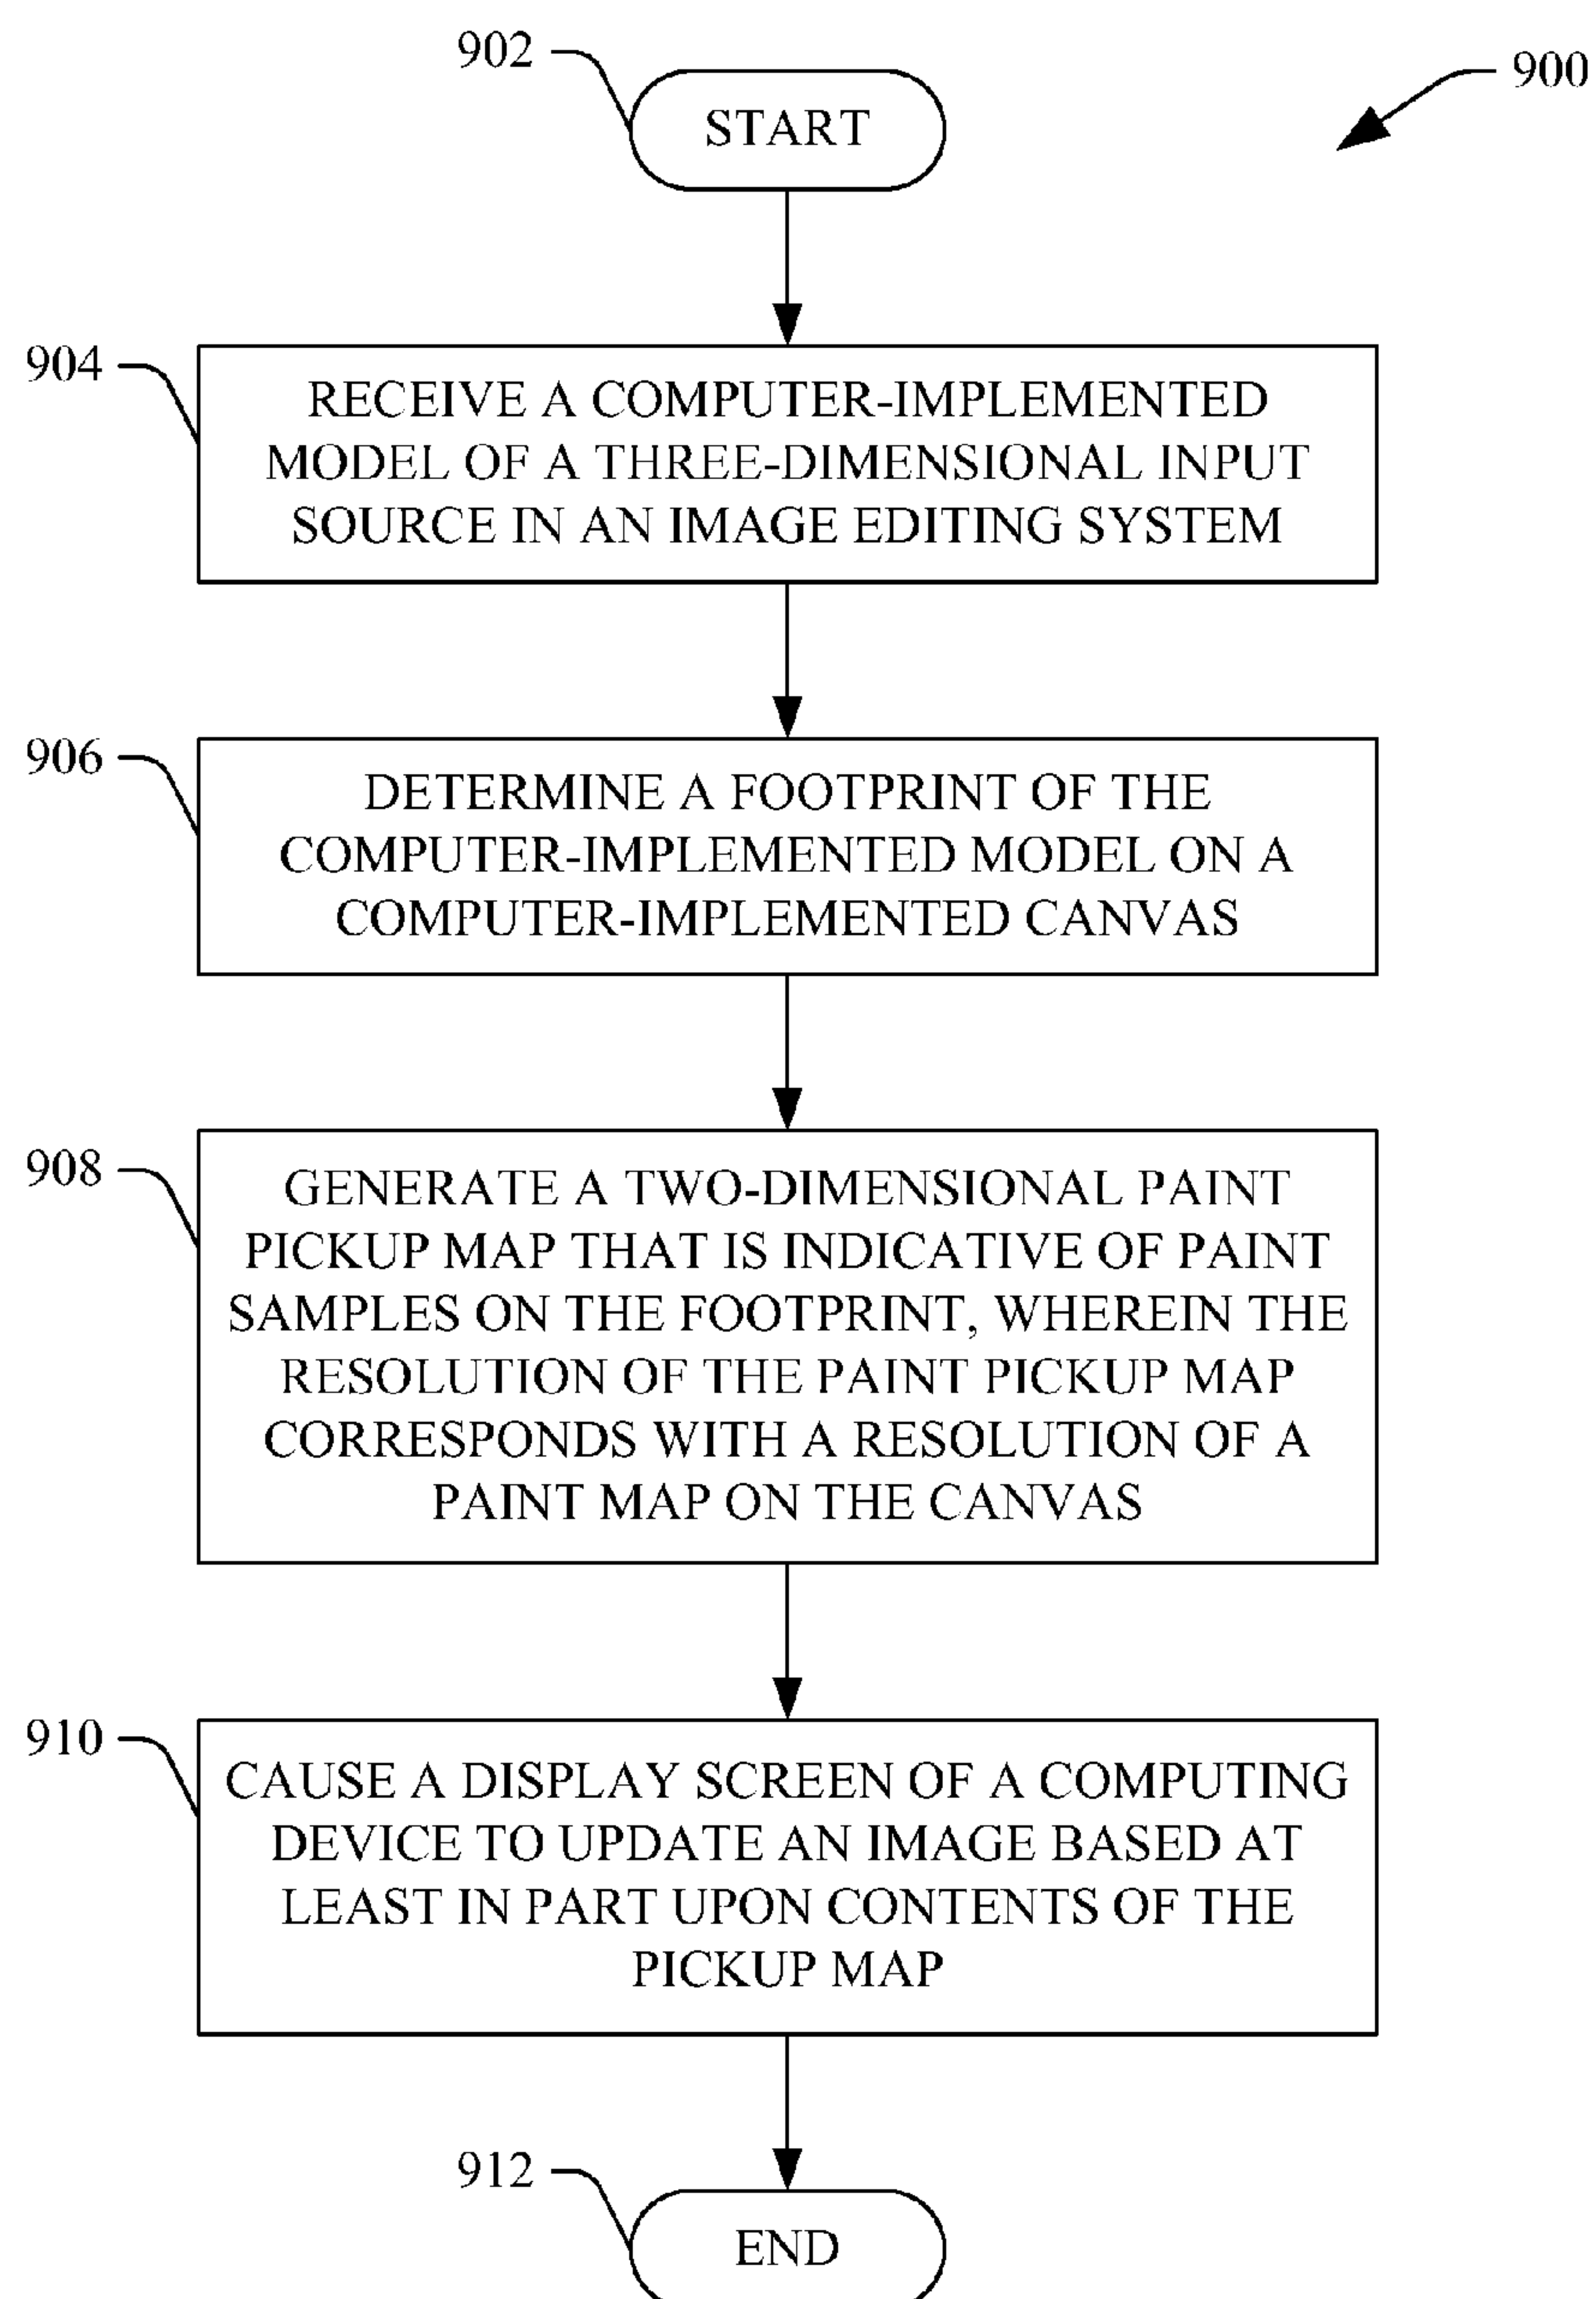 902
900
START
904
RECEIVE A COMPUTER-IMPLEMENTED
MODEL OF A THREE-DIMENSIONAL INPUT
SOURCE IN AN IMAGE EDITING SYSTEM
906
DETERMINE A FOOTPRINT OF THE
COMPUTER-IMPLEMENTED MODEL ON A
COMPUTER-IMPLEMENTED CANVAS
908
GENERATE A TWO-DIMENSIONAL PAINT
PICKUP MAP THAT IS INDICATIVE OF PAINT
SAMPLES ON THE FOOTPRINT, WHEREIN THE
RESOLUTION OF THE PAINT PICKUP MAP
CORRESPONDS WITH A RESOLUTION OF A
PAINT MAP ON THE CANVAS
910
CAUSE A DISPLAY SCREEN OF A COMPUTING
DEVICE TO UPDATE AN IMAGE BASED AT
LEAST IN PART UPON CONTENTS OF THE
PICKUP MAP
912
END